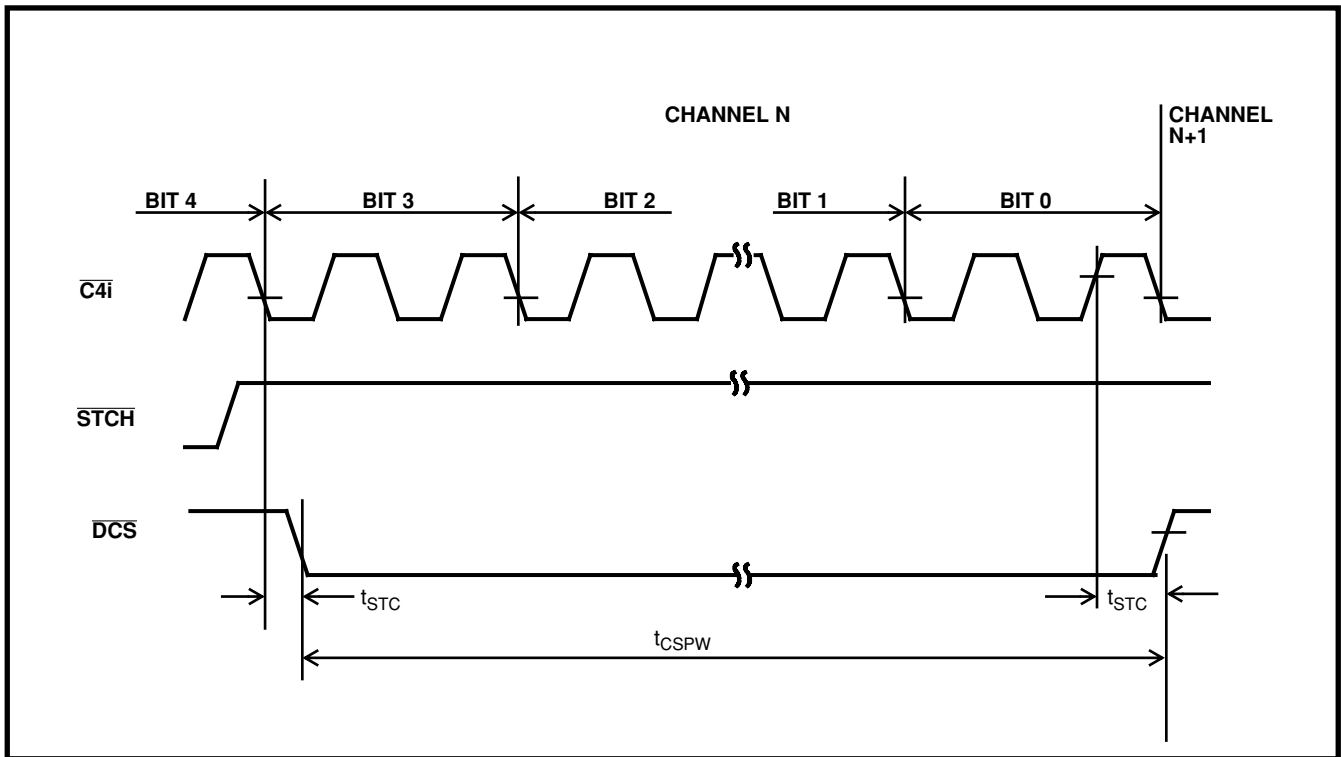 CHANNEL N
CHANNEL
N+1
BIT 4
BIT 3
BIT 2
BIT 1
BIT 0
C4i
STCH
DCS
tSTC
tSTC
tCSPW